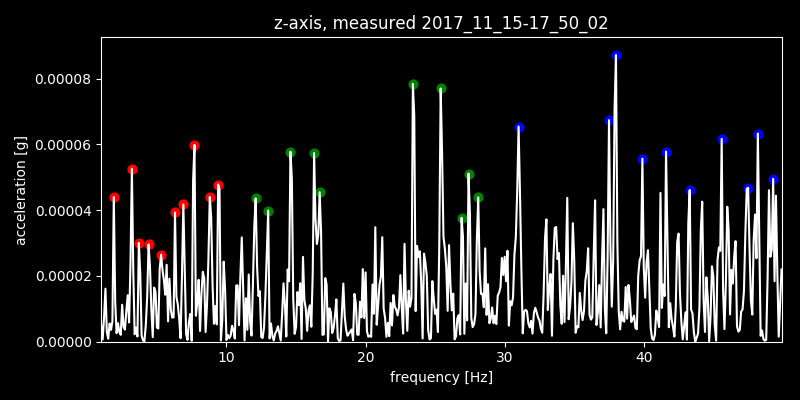 z-axis, measured 2017_11_15-17_50_02
0.00008
0.00006
0.00004
0.00002
0.00000
acceleration [g]
10 20 30 40
frequency [Hz]